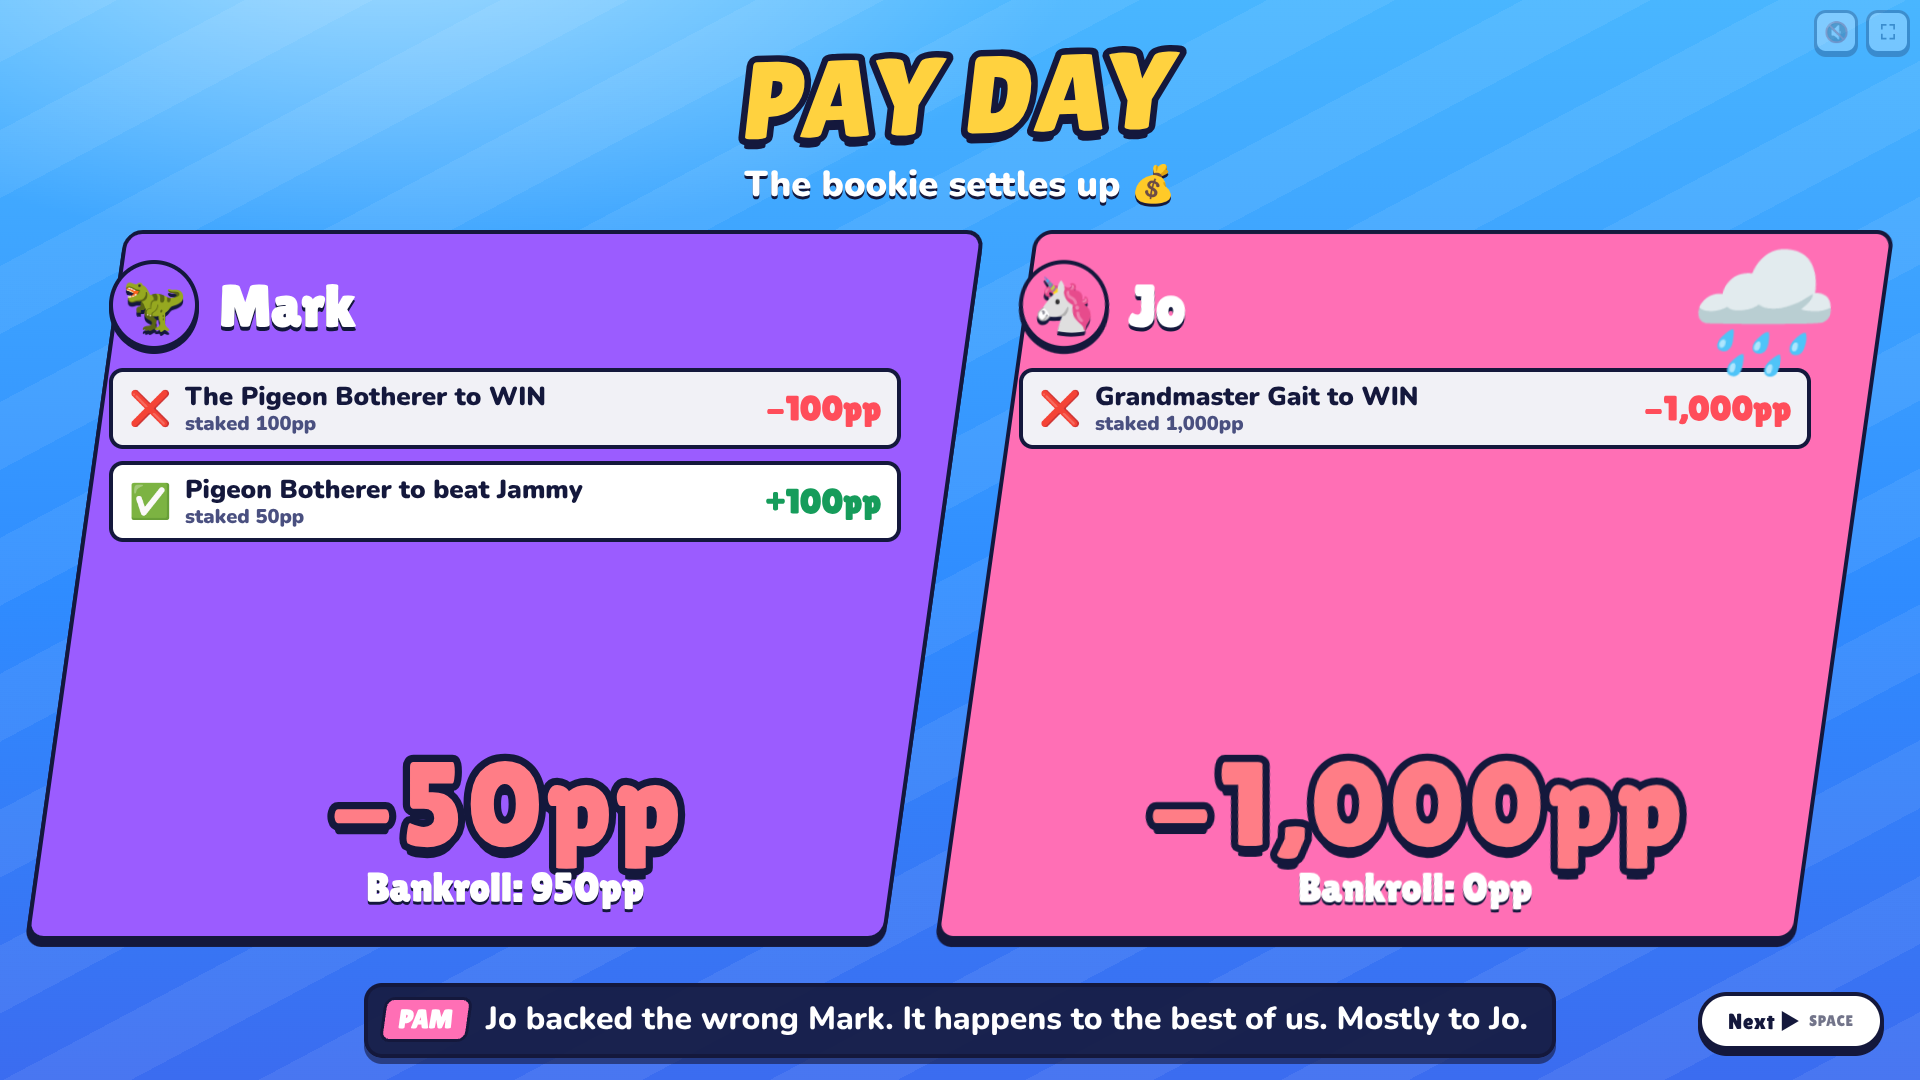 PAY DAY
The bookie settles up
Mark
The Pigeon Botherer to WIN
staked 100pp
-100pp
Pigeon Botherer to beat Jammy
staked 50pp
+100pp
-50pp
Bankroll: 950pp
Jo
Grandmaster Gait to WIN
staked 1,000pp
-1,000pp
-1,000pp
Bankroll: 0pp
PAM Jo backed the wrong Mark. It happens to the best of us. Mostly to Jo.
Next SPACE